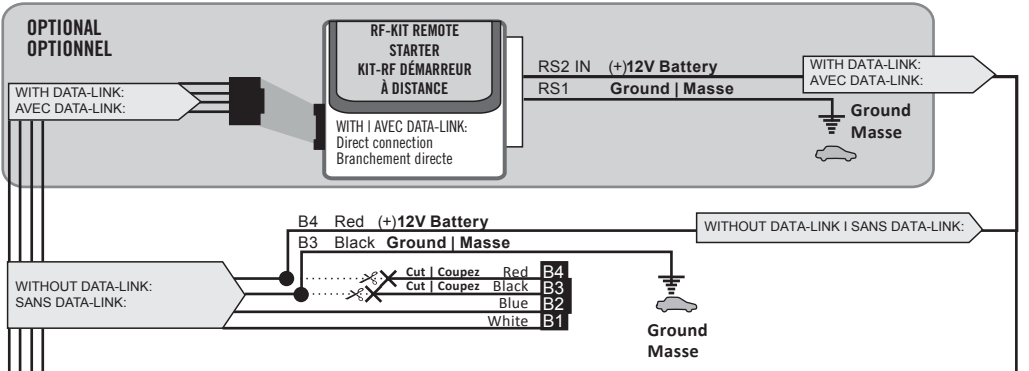 OPTIONAL
OPTIONNEL
RF-KIT REMOTE
STARTER
KIT-RF DÉMARREUR
À DISTANCE
WITH DATA-LINK:
AVEC DATA-LINK:
WITH I AVEC DATA-LINK:
Direct connection
Branchement directe
RS2 IN (+)12V Battery
RS1 Ground | Masse
WITH DATA-LINK:
AVEC DATA-LINK:
Ground
Masse
B4 Red (+)12V Battery
B3 Black Ground | Masse
WITHOUT DATA-LINK I SANS DATA-LINK:
WITHOUT DATA-LINK:
SANS DATA-LINK:
Cut | Coupez Red B4
Cut | Coupez Black B3
Blue B2
White B1
Ground
Masse